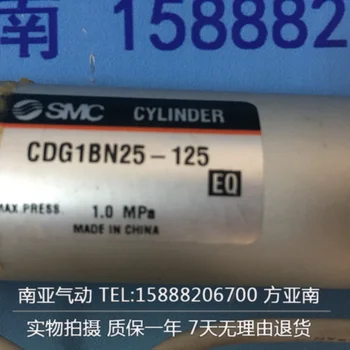 南 158882
SMC CYLINDER
CDG1BN25-125
EQ
MAX PRESS. 1.0 MPa
MADE IN CHINA
南亚气动 TEL:15888206700 方亚南
实物拍摄 质保一年 7天无理由退货